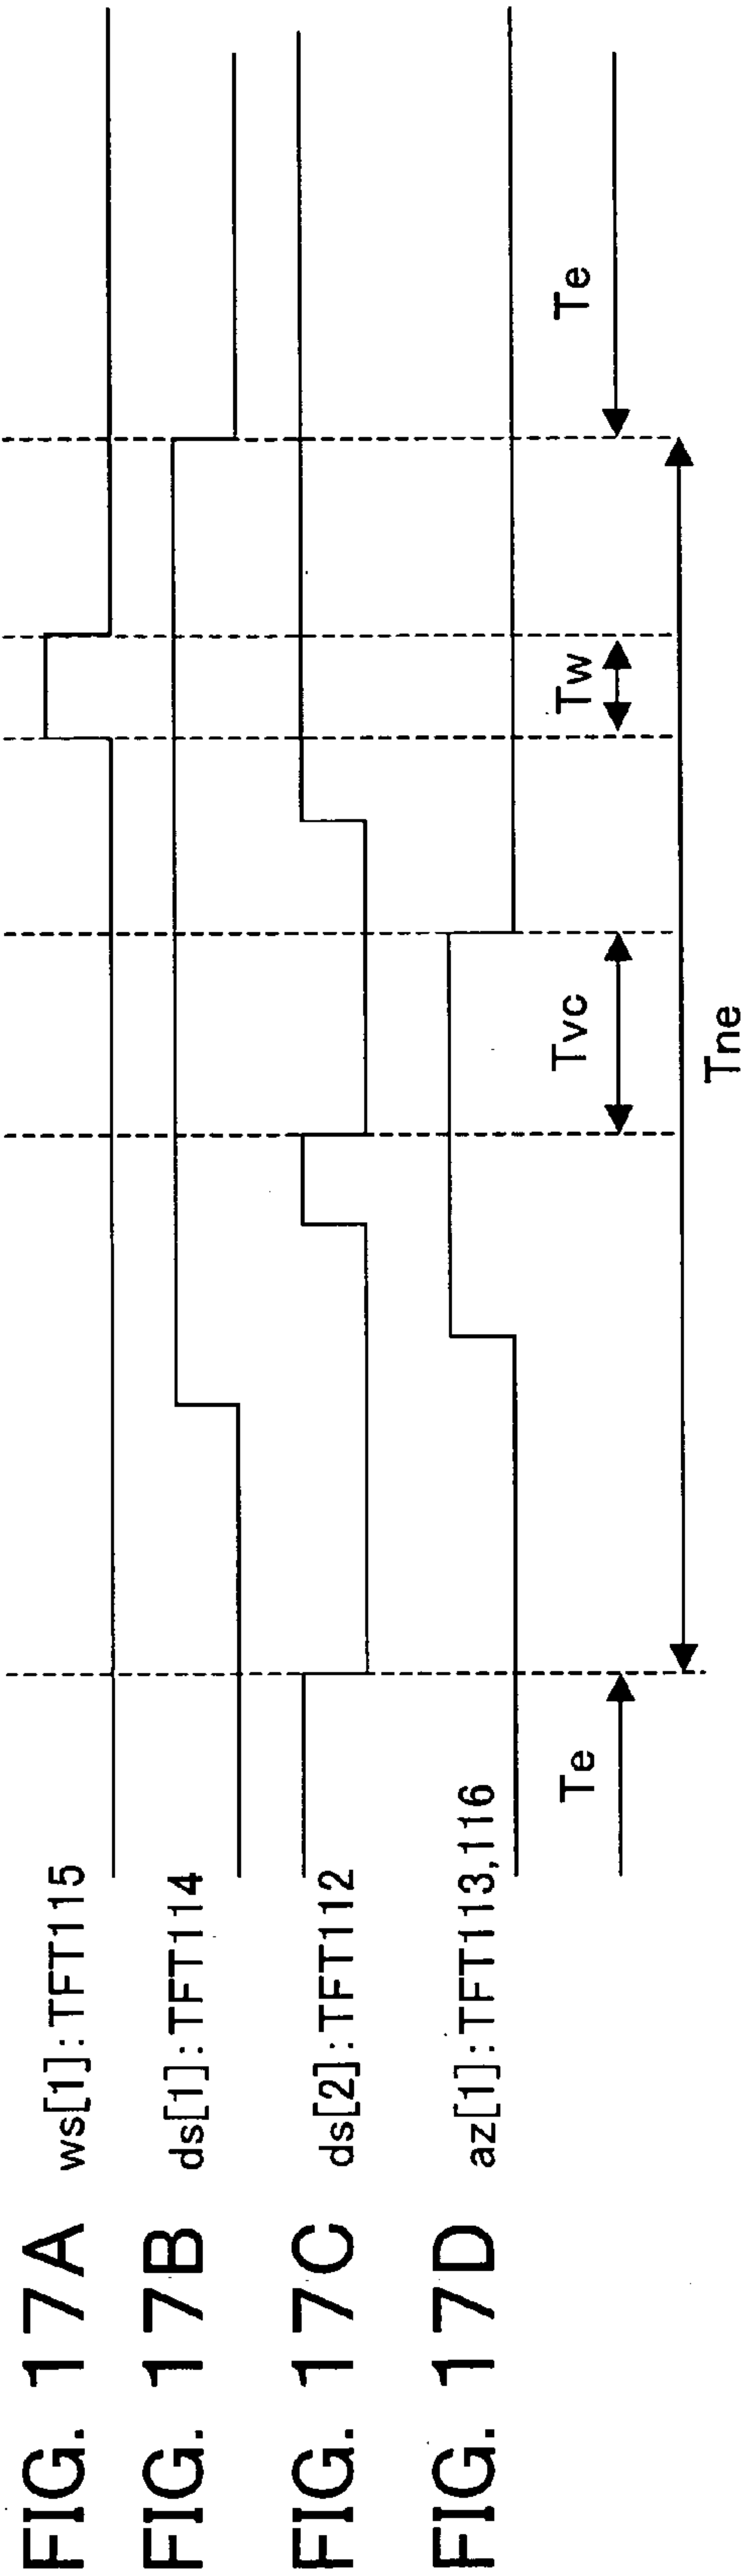 FIG. 17A ws[1]:TFT115
FIG. 17B ds[1]:TFT114
FIG. 17C ds[2]:TFT112
FIG. 17D az[1]:TFT113,116
Te Tvc Tw Te
Tne